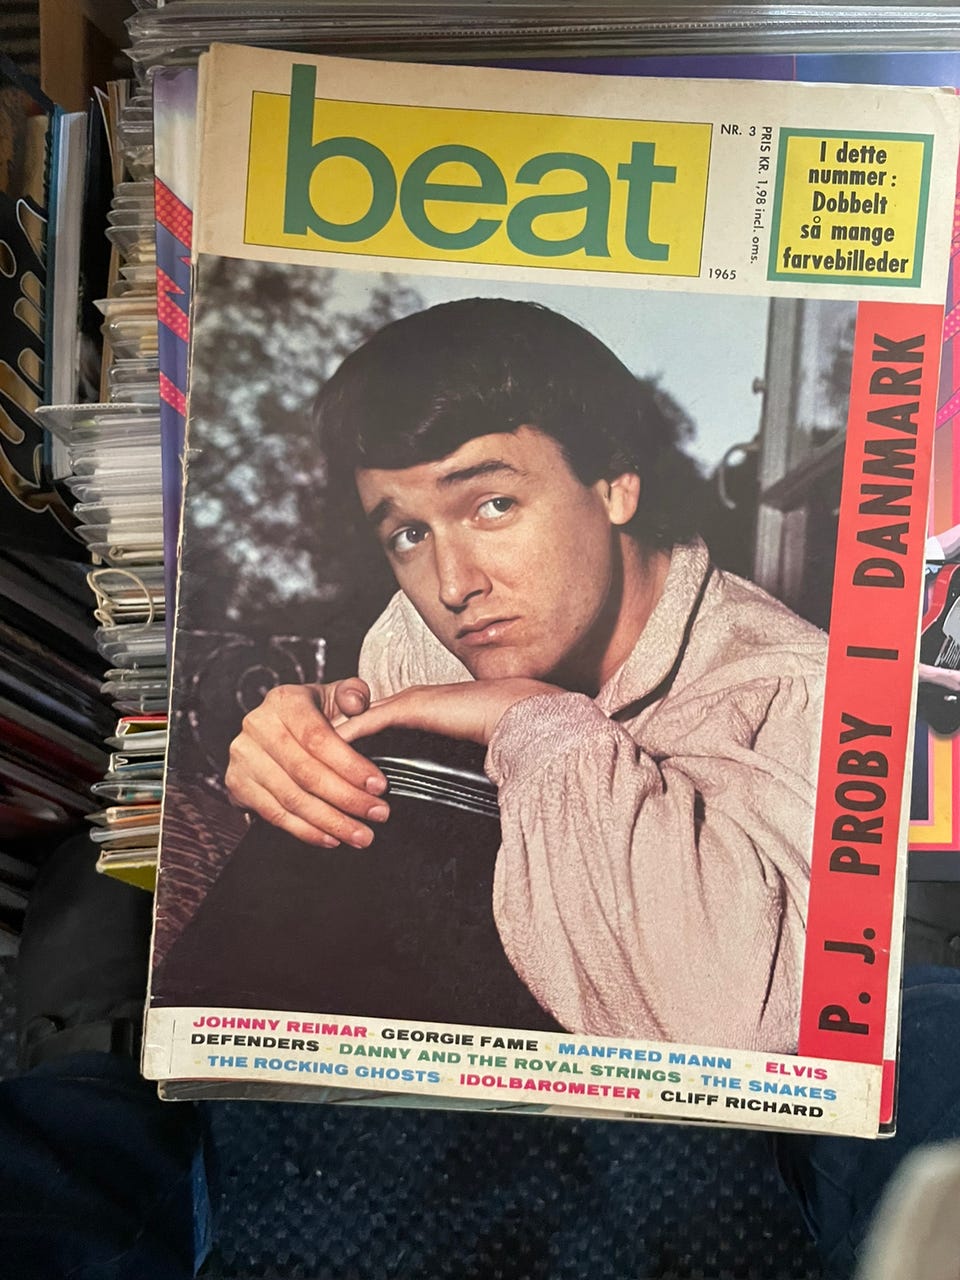 beat
NR. 3
PRIS KR. 1,98 incl. oms.
1965
I dette
nummer:
Dobbelt
så mange
farvebilleder
P. J. PROBY I DANMARK
JOHNNY REIMAR GEORGIE FAME MANFRED MANN ELVIS
DEFENDERS DANNY AND THE ROYAL STRINGS THE SNAKES
THE ROCKING GHOSTS IDOLBAROMETER CLIFF RICHARD